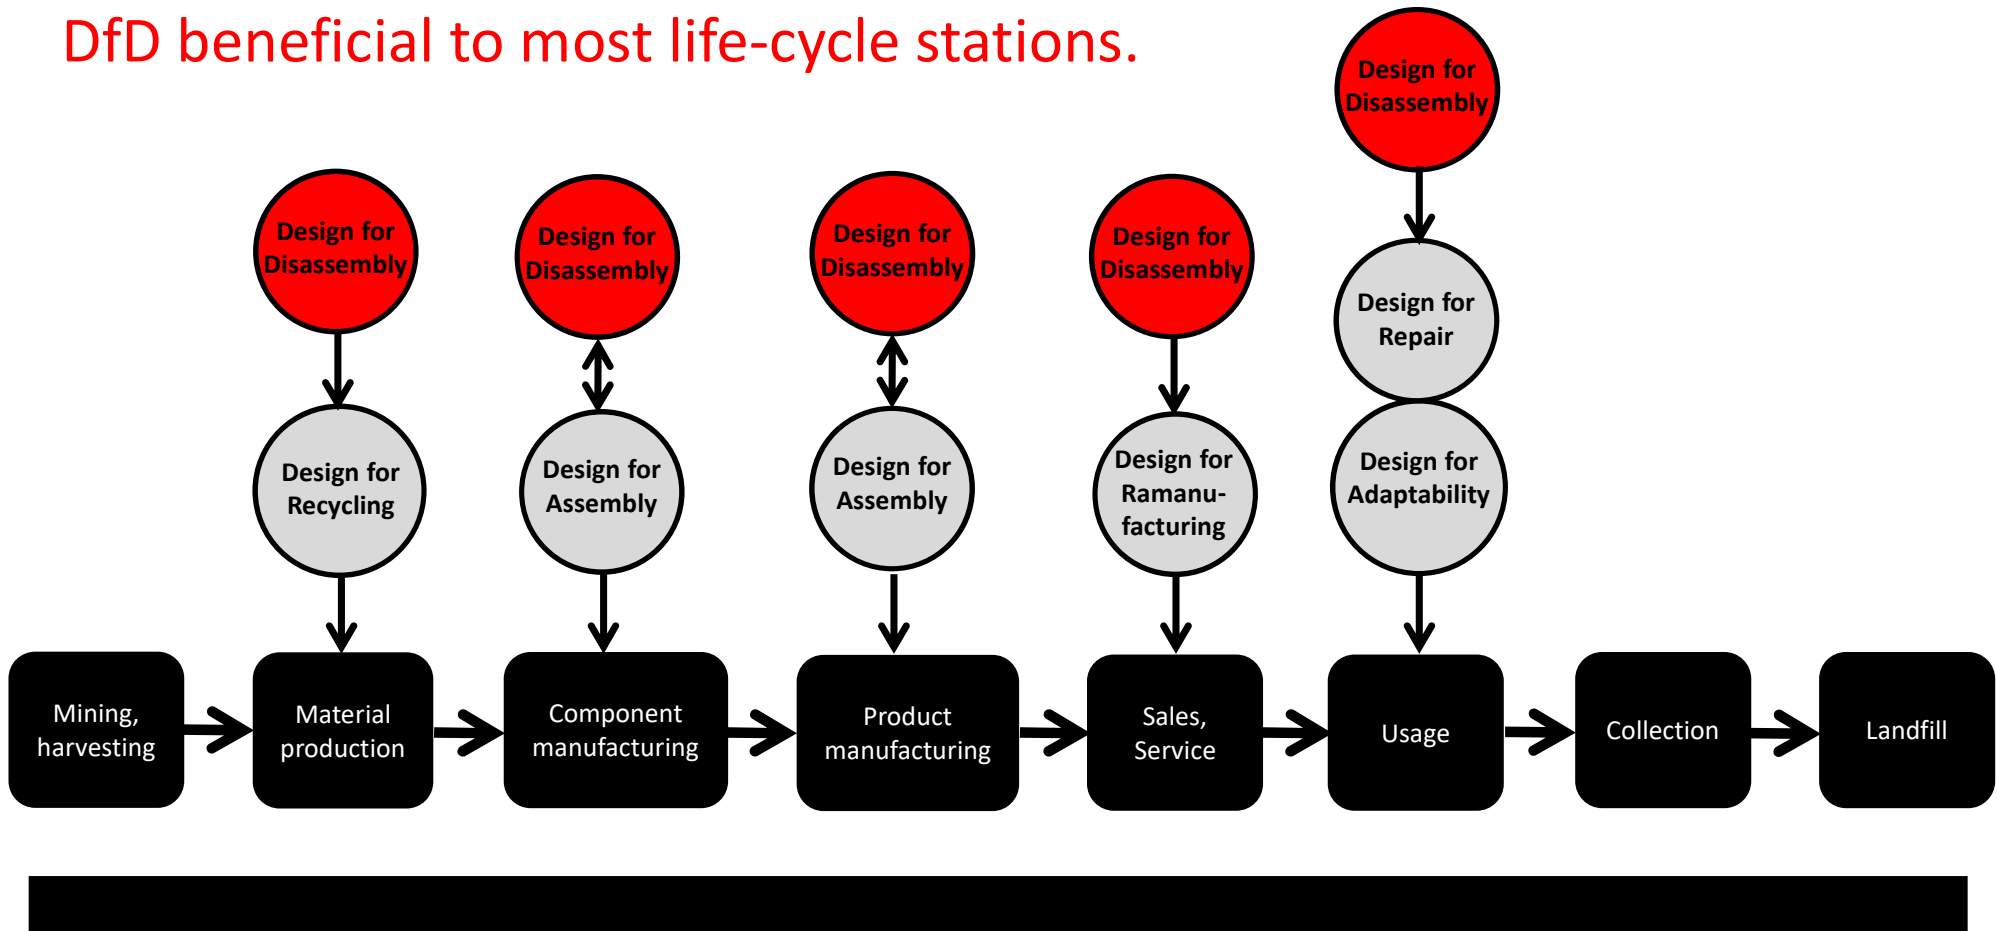 DfD beneficial to most life-cycle stations.
Design for
Disassembly
Design for
Disassembly
Design for
Disassembly
Design for
Disassembly
Design for
Disassembly
Design for
Repair
Design for
Recycling
Design for
Assembly
Design for
Assembly
Design for
Ramanu-
facturing
Design for
Adaptability
Mining,
harvesting
Material
production
Component
manufacturing
Product
manufacturing
Sales,
Service
Usage
Collection
Landfill